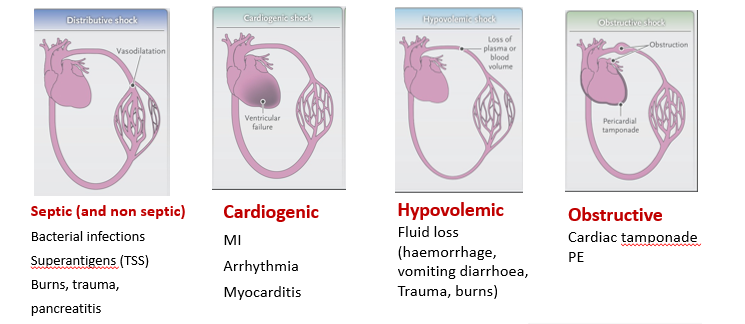 Distributive shock
Vasodilatation
Septic (and non septic)
Bacterial infections
Superantigens (TSS)
Burns, trauma,
pancreatitis
Cardiogenic shock
Ventricular
failure
Cardiogenic
MI
Arrhythmia
Myocarditis
Hypovolemic shock
Loss of
plasma or
blood
volume
Hypovolemic
Fluid loss
(haemorrhage,
vomiting diarrhoea,
Trauma, burns)
Obstructive shock
Obstruction
Pericardial
tamponade
Obstructive
Cardiac tamponade
PE